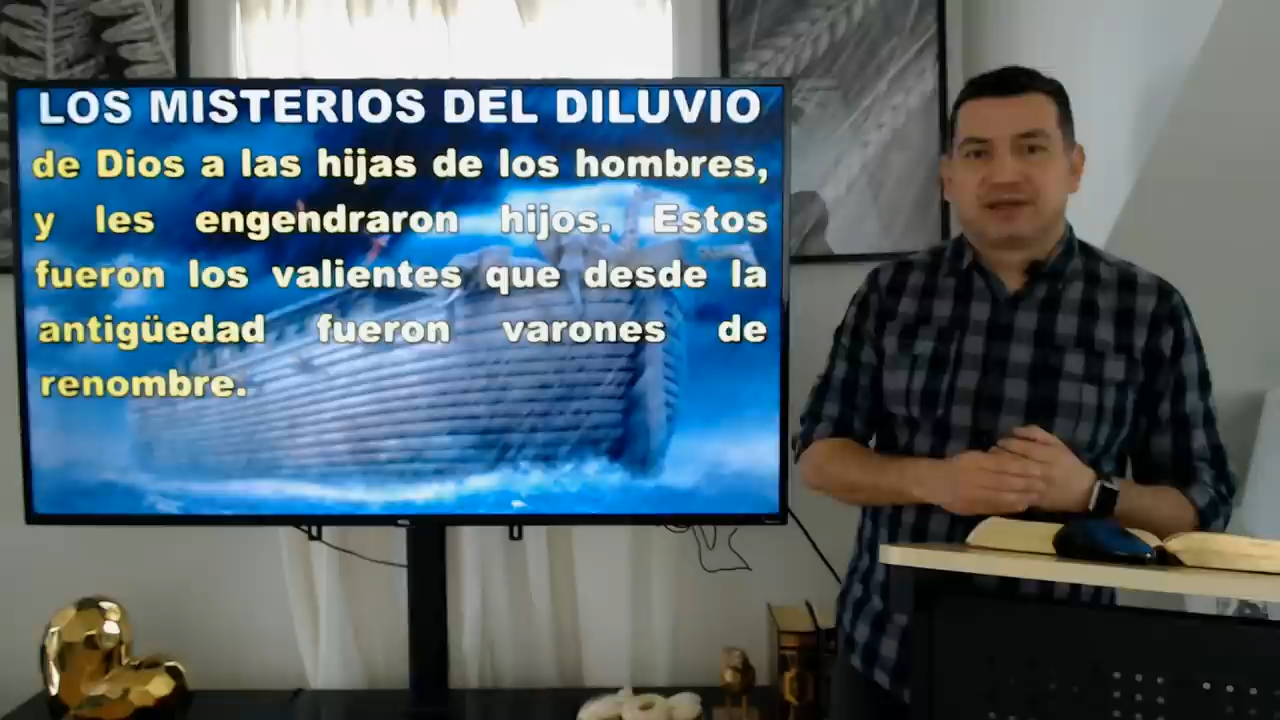 LOS MISTERIOS DEL DILUVIO
de Dios a las hijas de los hombres,
y les engendraron hijos. Estos
fueron los valientes que desde la
antigüedad fueron varones de
renombre.